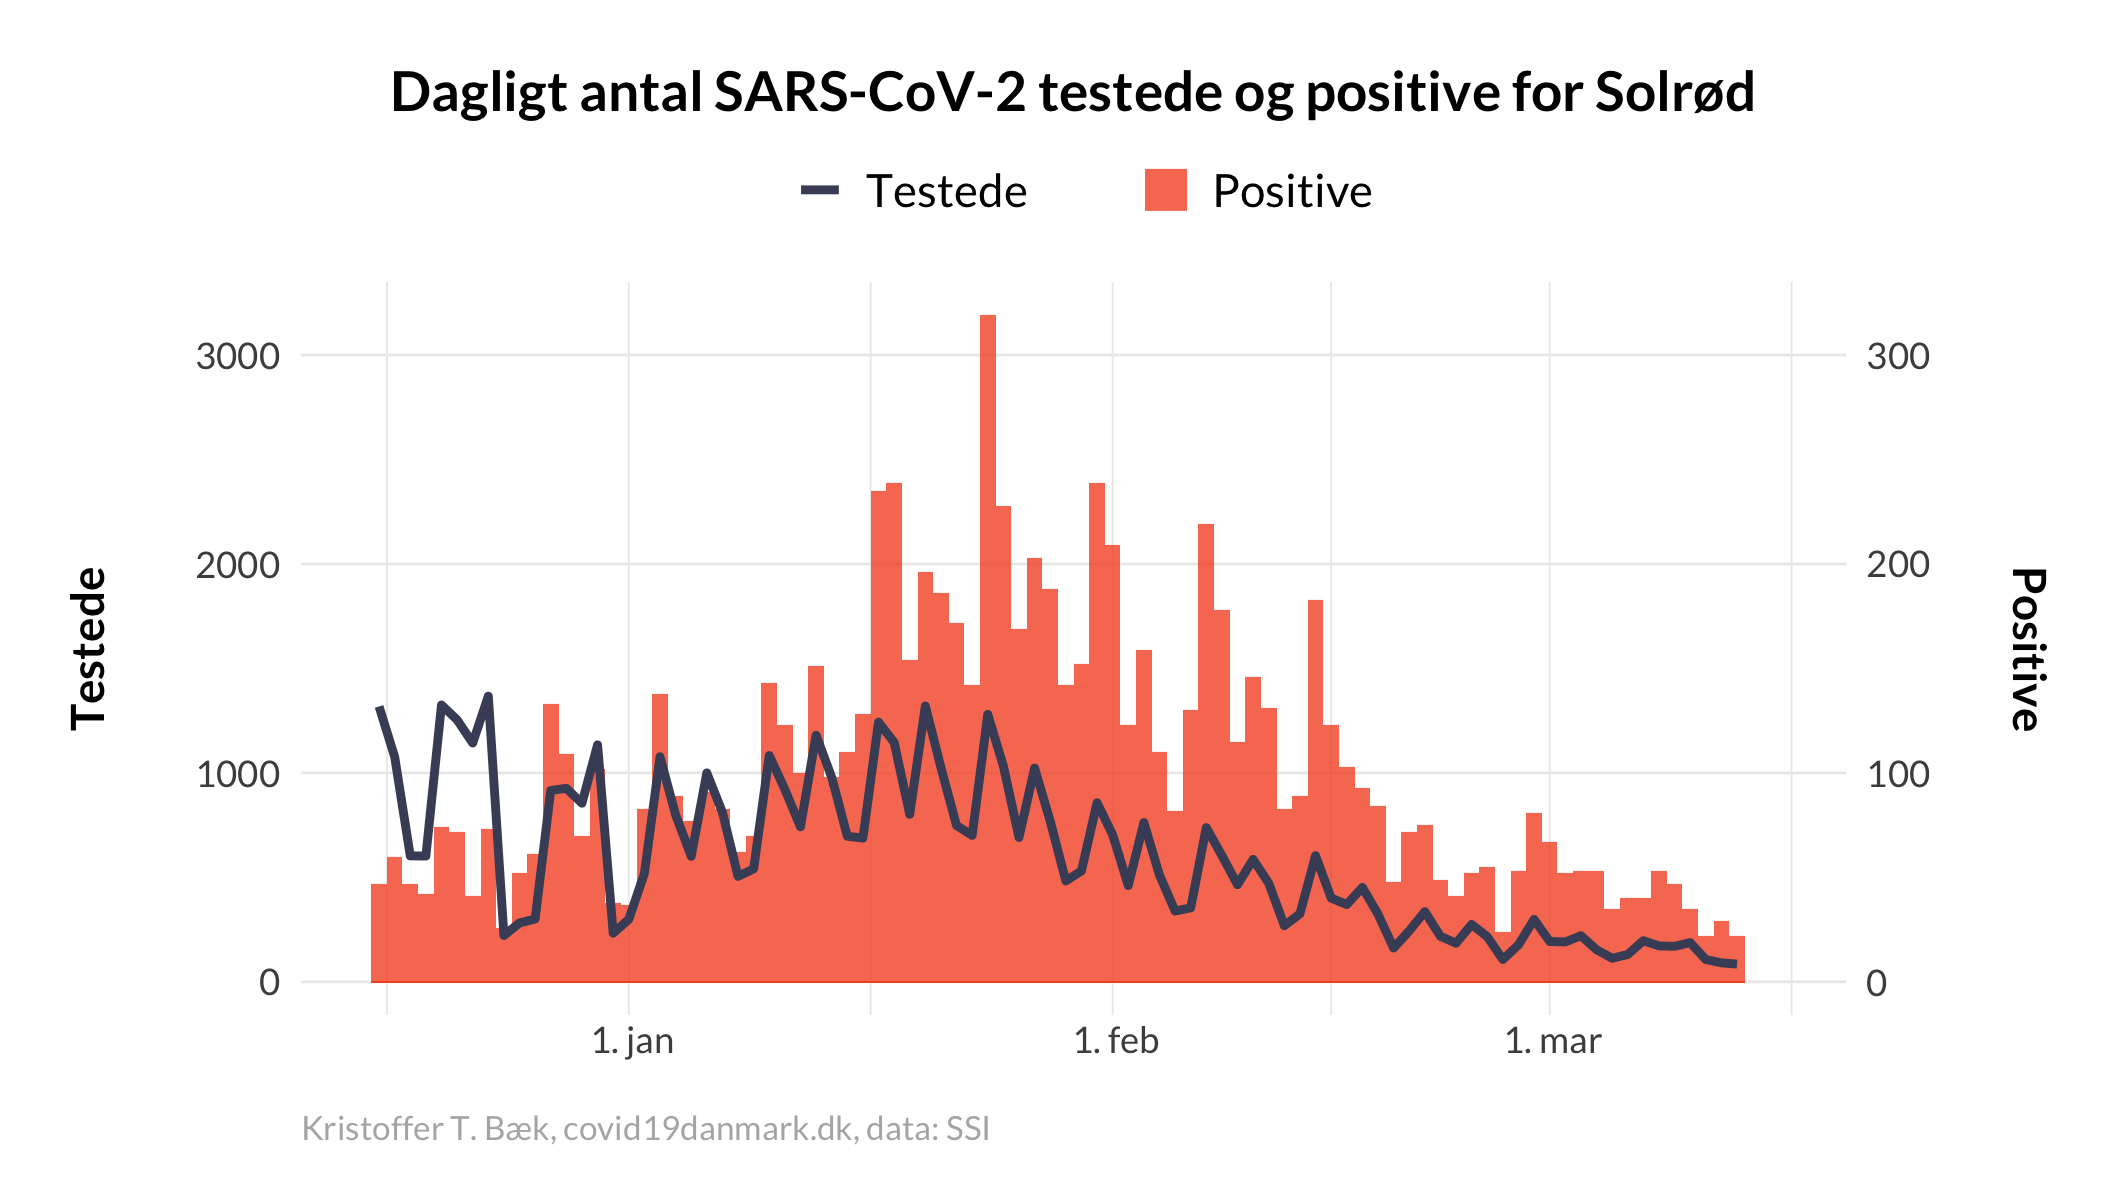 Dagligt antal SARS-CoV-2 testede og positive for Solrød
Testede
Positive
3000
2000
1000
0
300
200
100
0
Testede
Positive
1. jan
1. feb
1. mar
Kristoffer T. Bæk, covid19danmark.dk, data: SSI